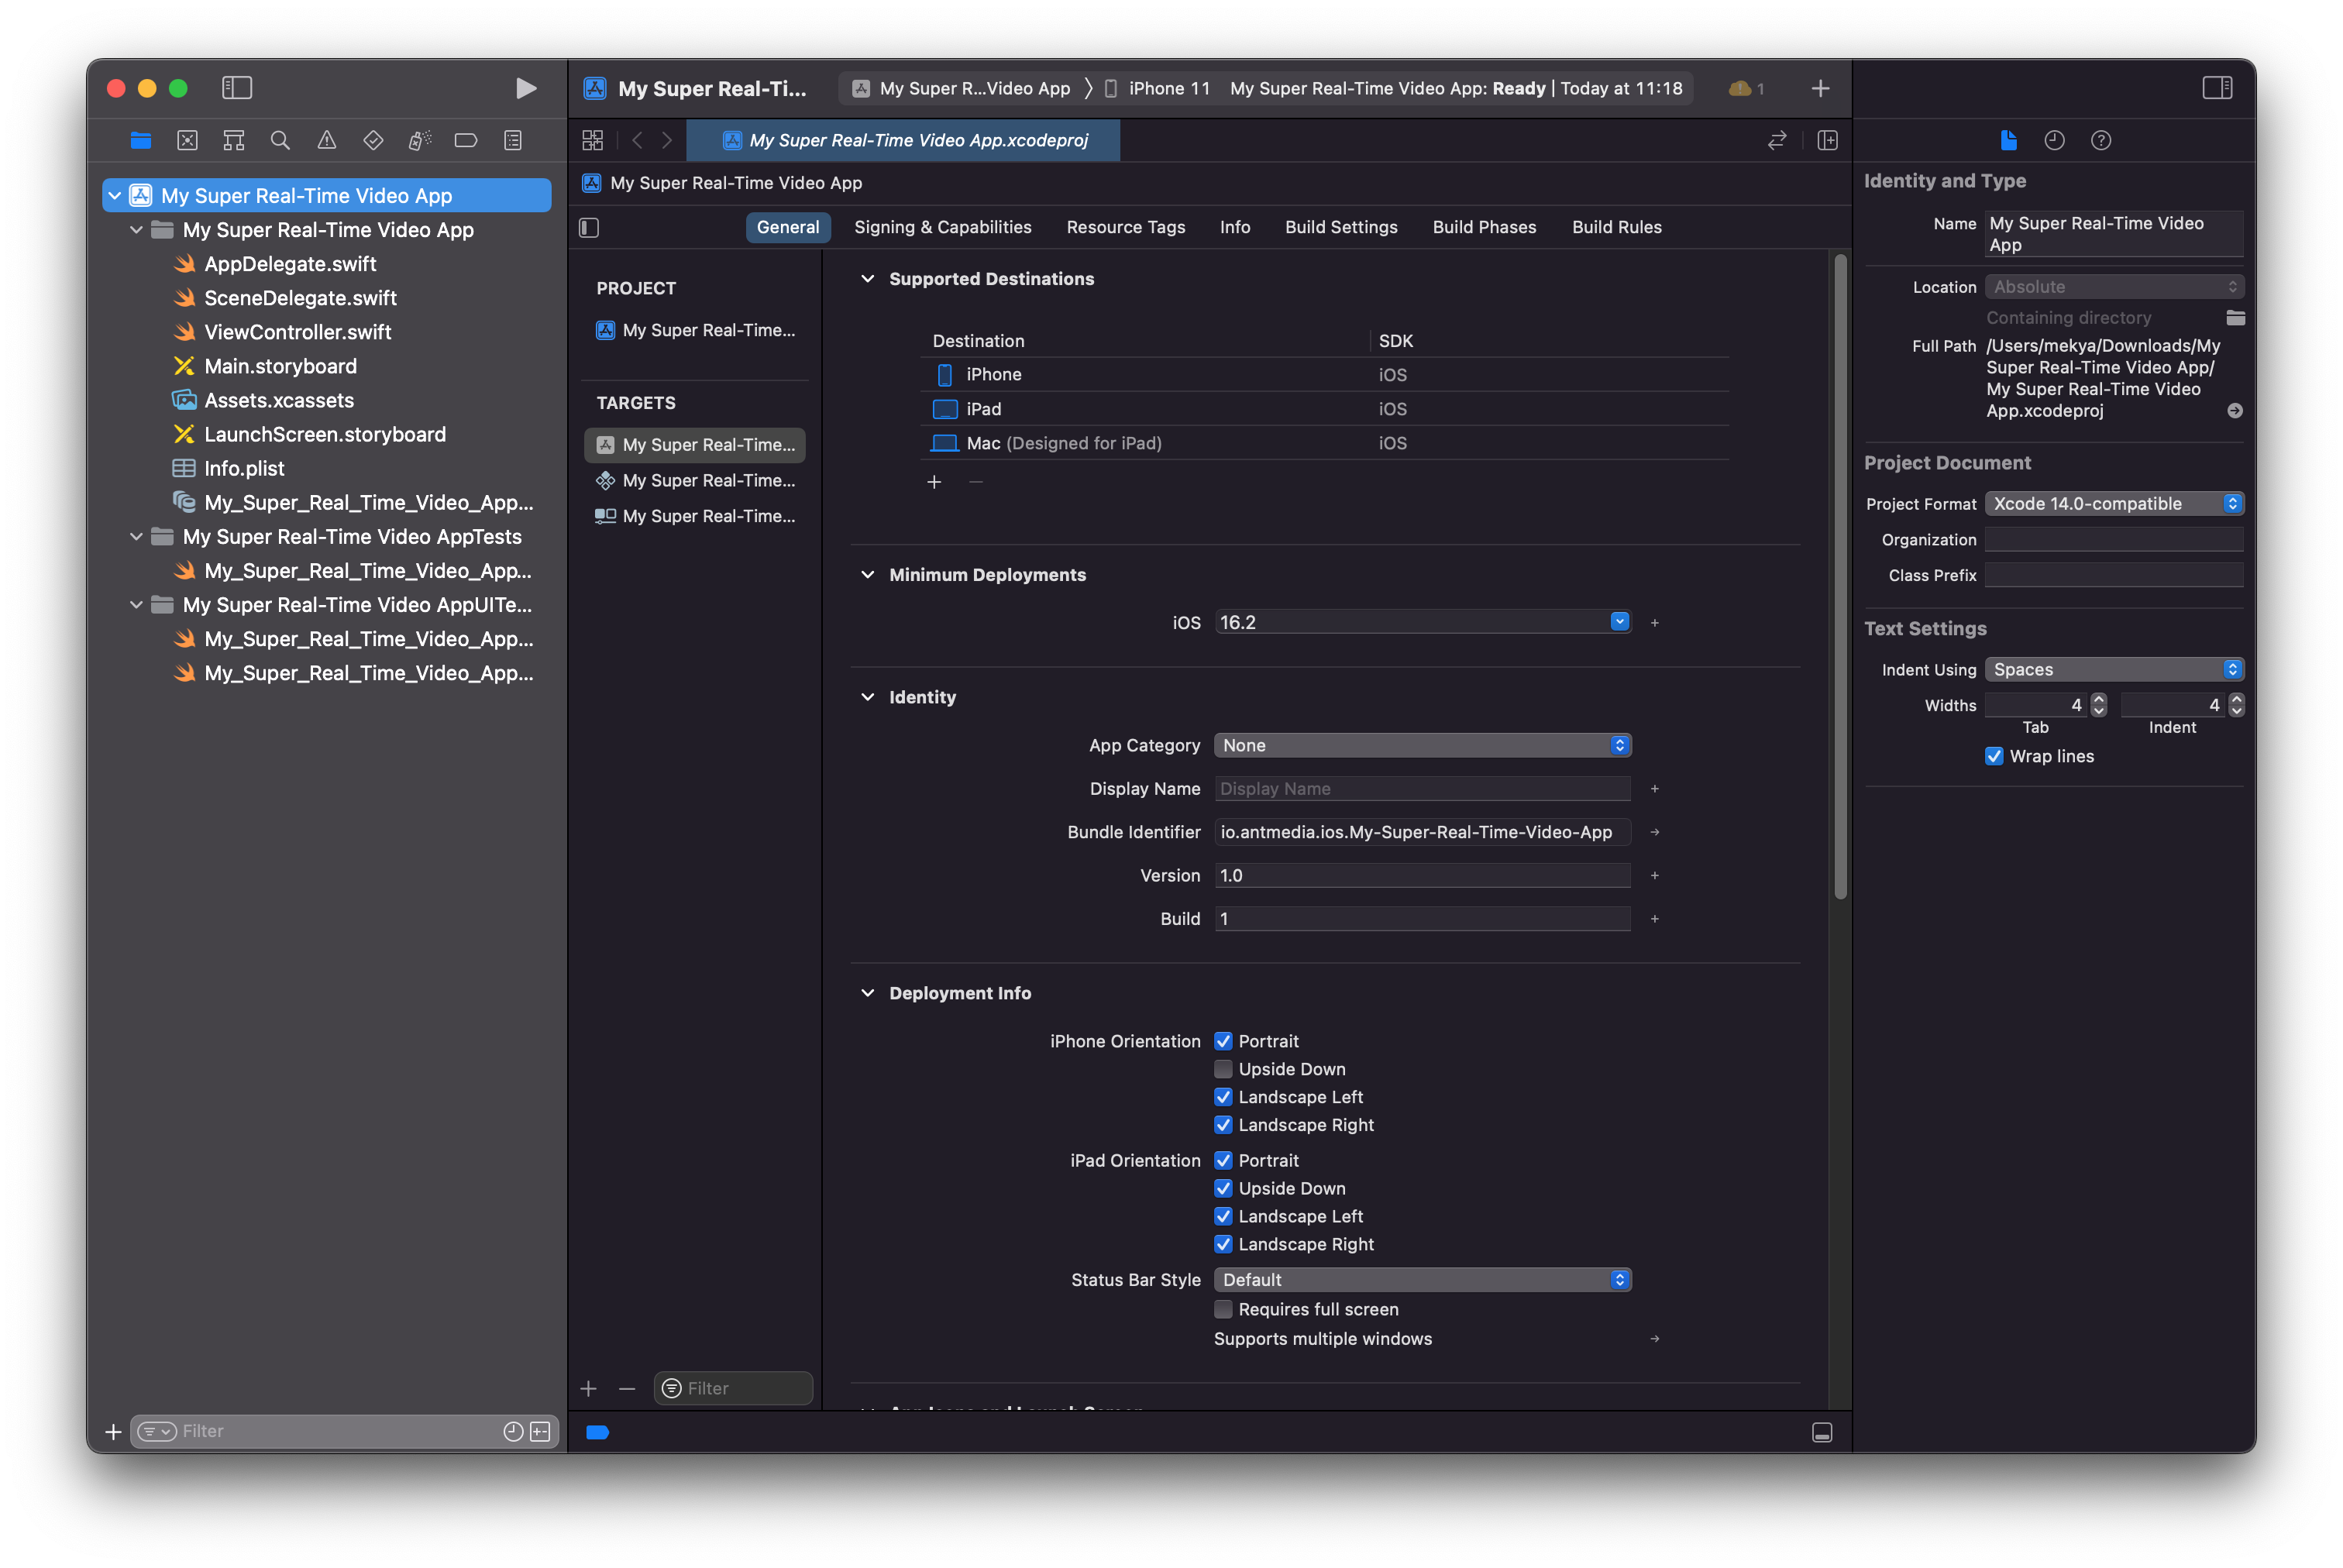 My Super Real-Ti...
My Super R...Video App
iPhone 11
My Super Real-Time Video App: Ready | Today at 11:18
1
My Super Real-Time Video App.xcodeproj
My Super Real-Time Video App
My Super Real-Time Video App
My Super Real-Time Video App
AppDelegate.swift
SceneDelegate.swift
ViewController.swift
Main.storyboard
Assets.xcassets
LaunchScreen.storyboard
Info.plist
My_Super_Real_Time_Video_App...
My Super Real-Time Video AppTests
My_Super_Real_Time_Video_App...
My Super Real-Time Video AppUITe...
My_Super_Real_Time_Video_App...
My_Super_Real_Time_Video_App...
Filter
General
Signing & Capabilities
Resource Tags
Info
Build Settings
Build Phases
Build Rules
PROJECT
My Super Real-Time...
TARGETS
My Super Real-Time...
My Super Real-Time...
My Super Real-Time...
Filter
Supported Destinations
Destination
SDK
iPhone
iOS
iPad
iOS
Mac (Designed for iPad)
iOS
Minimum Deployments
iOS
16.2
Identity
App Category
None
Display Name
Display Name
Bundle Identifier
io.antmedia.ios.My-Super-Real-Time-Video-App
Version
1.0
Build
1
Deployment Info
iPhone Orientation
Portrait
Upside Down
Landscape Left
Landscape Right
iPad Orientation
Portrait
Upside Down
Landscape Left
Landscape Right
Status Bar Style
Default
Requires full screen
Supports multiple windows
App Icons and Launch Screen
Identity and Type
Name
My Super Real-Time Video
App
Location
Absolute
Containing directory
Full Path
/Users/mekya/Downloads/My
Super Real-Time Video App/
My Super Real-Time Video
App.xcodeproj
Project Document
Project Format
Xcode 14.0-compatible
Organization
Class Prefix
Text Settings
Indent Using
Spaces
Widths
4
4
Tab
Indent
Wrap lines